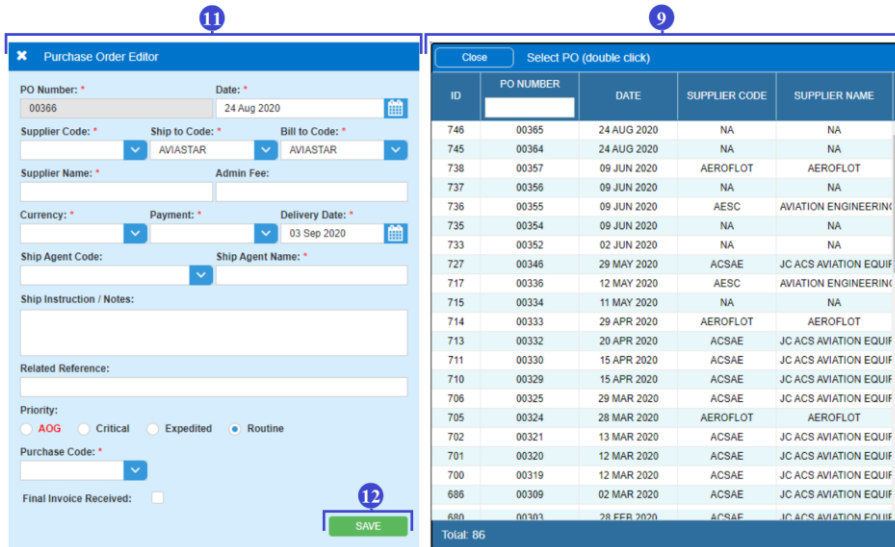 11
9
✖ Purchase Order Editor
PO Number: * Date: *
00366 24 Aug 2020
Supplier Code: * Ship to Code: * Bill to Code: *
AVIASTAR AVIASTAR
Supplier Name: * Admin Fee:
Currency: * Payment: * Delivery Date: *
03 Sep 2020
Ship Agent Code: Ship Agent Name: *
Ship Instruction / Notes:
Related Reference:
Priority:
AOG Critical Expedited Routine
Purchase Code: *
Final Invoice Received:
12
SAVE
Close Select PO (double click)
ID PO NUMBER DATE SUPPLIER CODE SUPPLIER NAME
746 00365 24 AUG 2020 NA NA
745 00364 24 AUG 2020 NA NA
738 00357 09 JUN 2020 AEROFLOT AEROFLOT
737 00356 09 JUN 2020 NA NA
736 00355 09 JUN 2020 AESC AVIATION ENGINEERING
735 00354 09 JUN 2020 NA NA
733 00352 02 JUN 2020 NA NA
727 00346 29 MAY 2020 ACSAE JC ACS AVIATION EQUIF
717 00336 12 MAY 2020 AESC AVIATION ENGINEERING
715 00334 11 MAY 2020 NA NA
714 00333 29 APR 2020 AEROFLOT AEROFLOT
713 00332 20 APR 2020 ACSAE JC ACS AVIATION EQUIF
711 00330 15 APR 2020 ACSAE JC ACS AVIATION EQUIF
710 00329 15 APR 2020 ACSAE JC ACS AVIATION EQUIF
706 00325 29 MAR 2020 ACSAE JC ACS AVIATION EQUIF
705 00324 28 MAR 2020 AEROFLOT AEROFLOT
702 00321 13 MAR 2020 ACSAE JC ACS AVIATION EQUIF
701 00320 12 MAR 2020 ACSAE JC ACS AVIATION EQUIF
700 00319 12 MAR 2020 ACSAE JC ACS AVIATION EQUIF
686 00309 02 MAR 2020 ACSAE JC ACS AVIATION EQUIF
680 00303 28 FEB 2020 ACSAE JC ACS AVIATION EQUIF
Total: 86